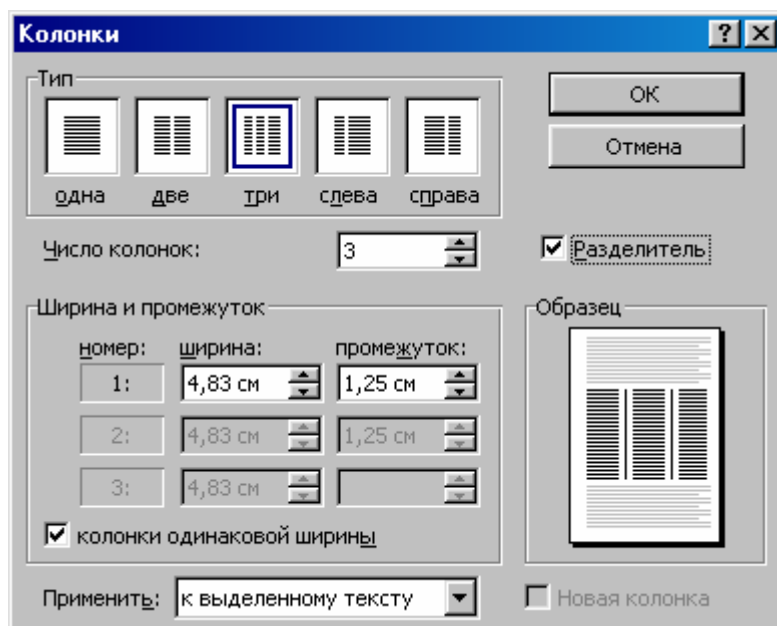 Колонки
Тип
одна две три слева справа
ОК
Отмена
Число колонок: 3
Разделитель
Ширина и промежуток
номер: ширина: промежуток:
1: 4,83 см 1,25 см
2: 4,83 см 1,25 см
3: 4,83 см
колонки одинаковой ширины
Образец
Применить: к выделенному тексту
Новая колонка